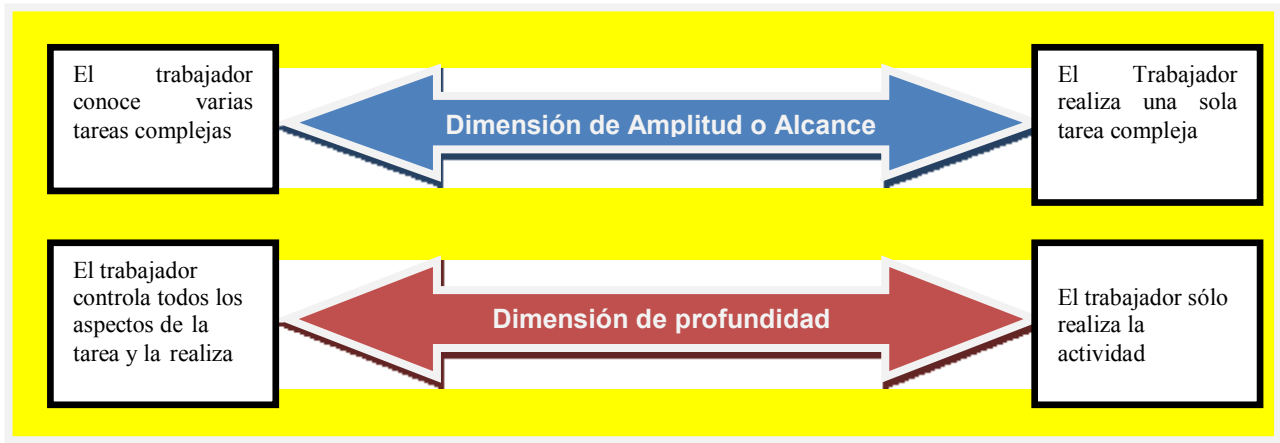 El trabajador
conoce varias
tareas complejas
Dimensión de Amplitud o Alcance
El Trabajador
realiza una sola
tarea compleja
El trabajador
controla todos los
aspectos de la
tarea y la realiza
Dimensión de profundidad
El trabajador sólo
realiza la
actividad